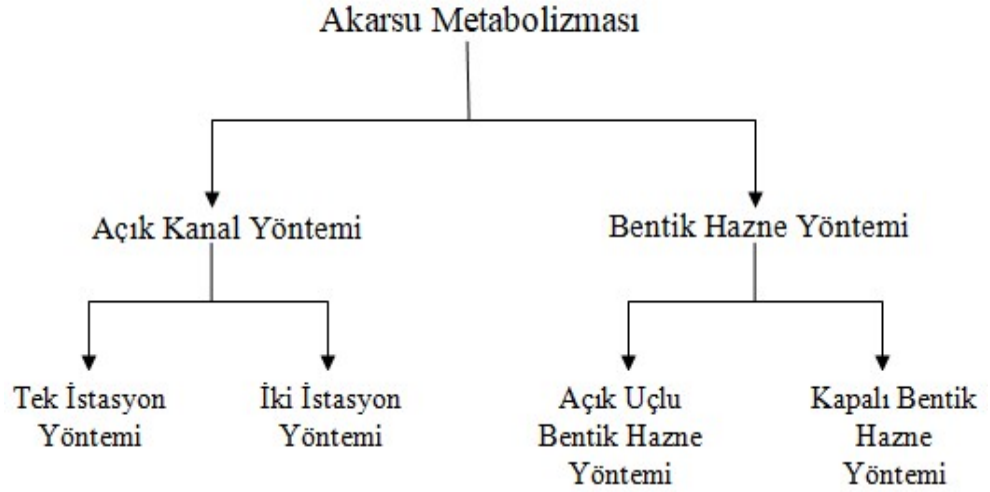 Akarsu Metabolizması
Açık Kanal Yöntemi
Bentik Hazne Yöntemi
Tek İstasyon
Yöntemi
İki İstasyon
Yöntemi
Açık Uçlu
Bentik Hazne
Yöntemi
Kapalı Bentik
Hazne
Yöntemi